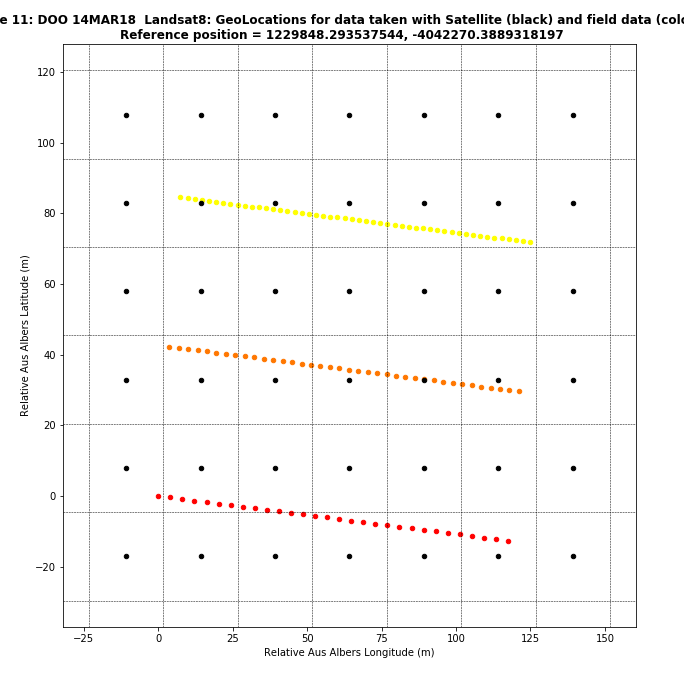 e 11: DOO 14MAR18  Landsat8: GeoLocations for data taken with Satellite (black) and field data (colo
Reference position = 1229848.293537544, -4042270.3889318197
120
100
80
60
40
20
0
−20
Relative Aus Albers Latitude (m)
−25 0 25 50 75 100 125 150
Relative Aus Albers Longitude (m)